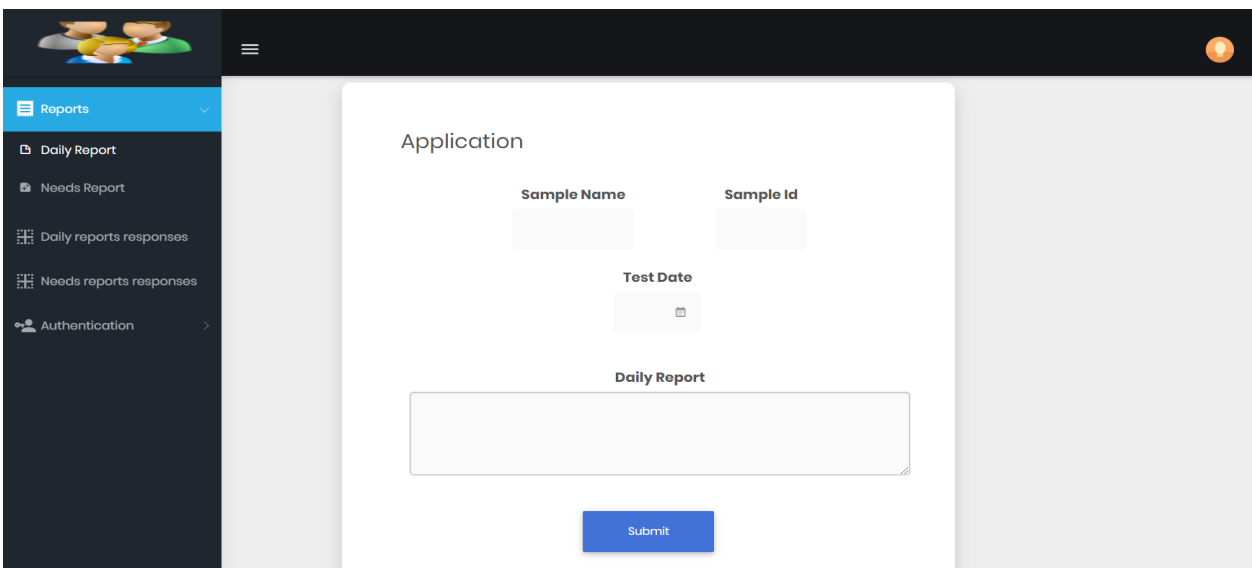 Reports
Daily Report
Needs Report
Daily reports responses
Needs reports responses
Authentication
Application
Sample Name
Sample Id
Test Date
Daily Report
Submit